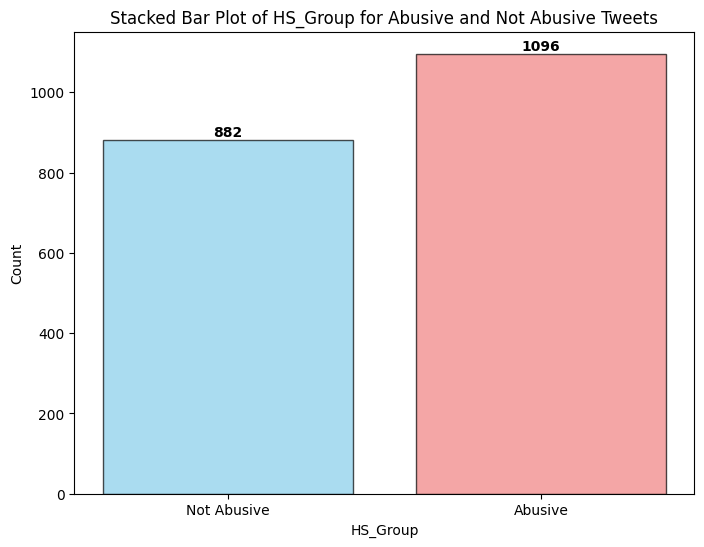 Stacked Bar Plot of HS_Group for Abusive and Not Abusive Tweets
1096
882
1000
800
600
400
200
0
Count
Not Abusive
Abusive
HS_Group